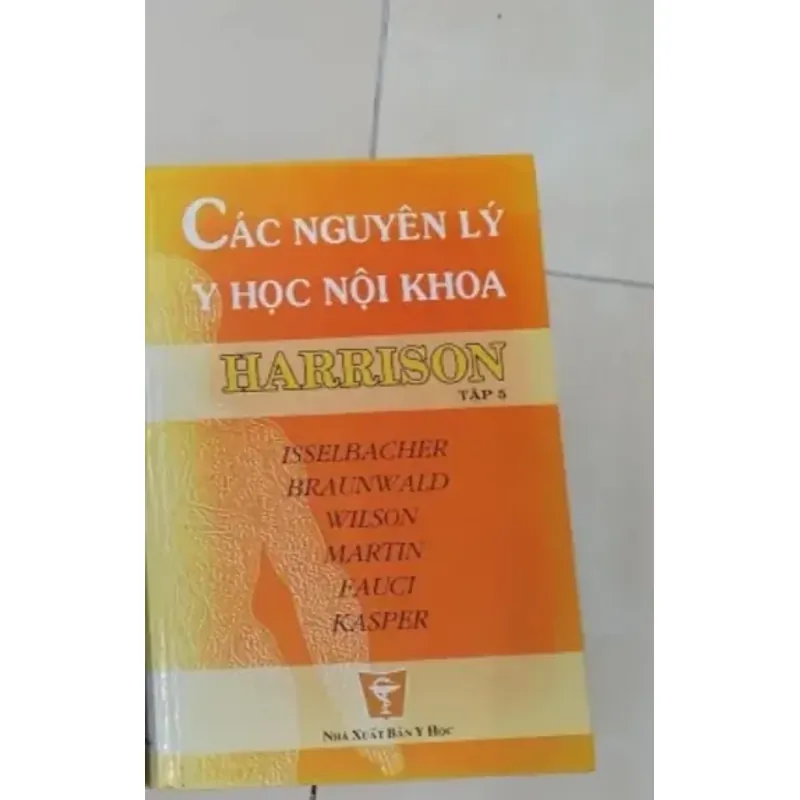 CÁC NGUYÊN LÝ
Y HỌC NỘI KHOA
HARRISON
TẬP 5
ISSELBACHER
BRAUNWALD
WILSON
MARTIN
FAUCI
KASPER
NHÀ XUẤT BẢN Y HỌC